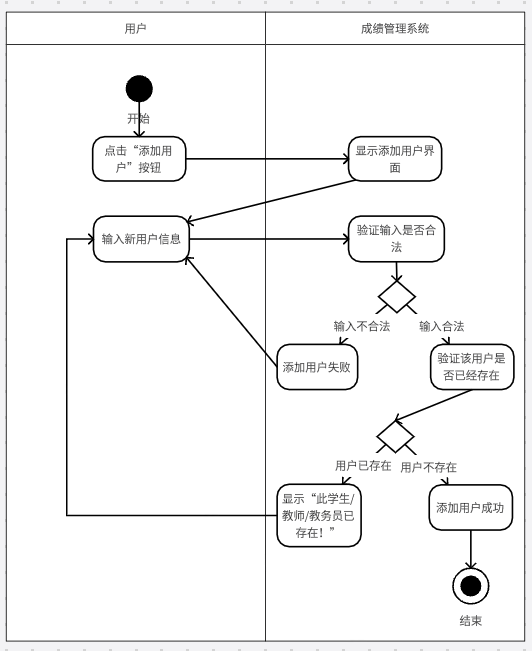 用户
成绩管理系统
开始
点击“添加用
户”按钮
显示添加用户界
面
输入新用户信息
验证输入是否合
法
输入不合法
输入合法
添加用户失败
验证该用户是
否已经存在
用户已存在
用户不存在
显示“此学生/
教师/教务员已
存在！”
添加用户成功
结束